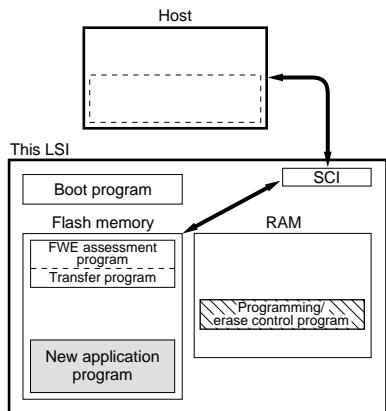 Host
This LSI
SCI
Boot program
Flash memory
RAM
FWE assessment
program
Transfer program
Programming/
erase control program
New application
program